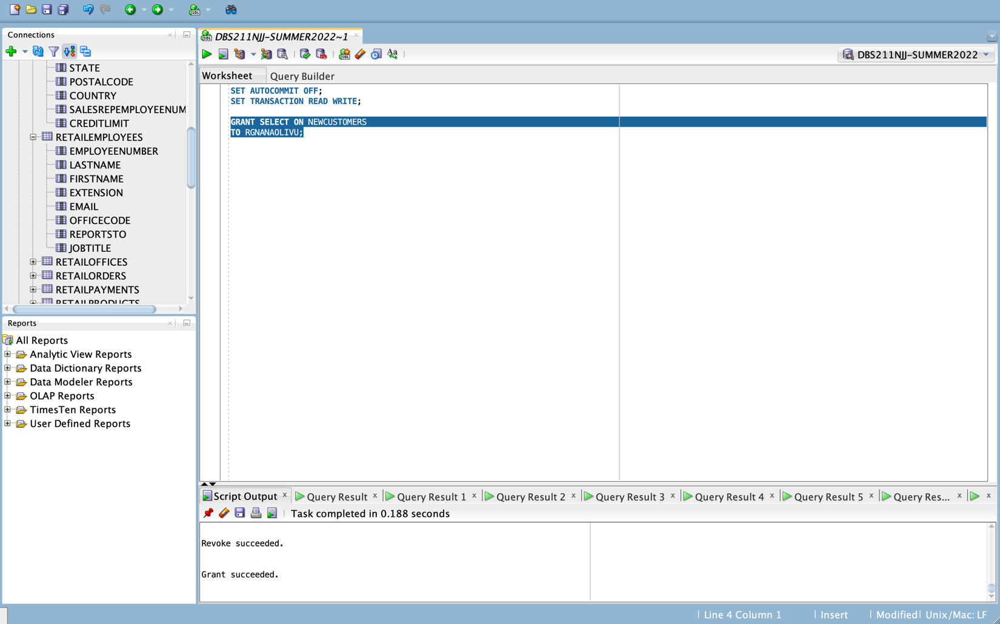 Connections
STATE
POSTALCODE
COUNTRY
SALESREPEMPLOYEENUM
CREDITLIMIT
RETAILEMPLOYEES
EMPLOYEENUMBER
LASTNAME
FIRSTNAME
EXTENSION
EMAIL
OFFICECODE
REPORTSTO
JOBTITLE
RETAILOFFICES
RETAILORDERS
RETAILPAYMENTS
RETAILPRODUCTS
Reports
All Reports
Analytic View Reports
Data Dictionary Reports
Data Modeler Reports
OLAP Reports
TimesTen Reports
User Defined Reports
DBS211NJJ-SUMMER2022~1
DBS211NJJ-SUMMER2022
Worksheet Query Builder
SET AUTOCOMMIT OFF;
SET TRANSACTION READ WRITE;
GRANT SELECT ON NEWCUSTOMERS
TO RGNANAOLIVU;
Script Output Query Result Query Result 1 Query Result 2 Query Result 3 Query Result 4 Query Result 5 Query Res...
Task completed in 0.188 seconds
Revoke succeeded.
Grant succeeded.
Line 4 Column 1 Insert Modified Unix/Mac: LF